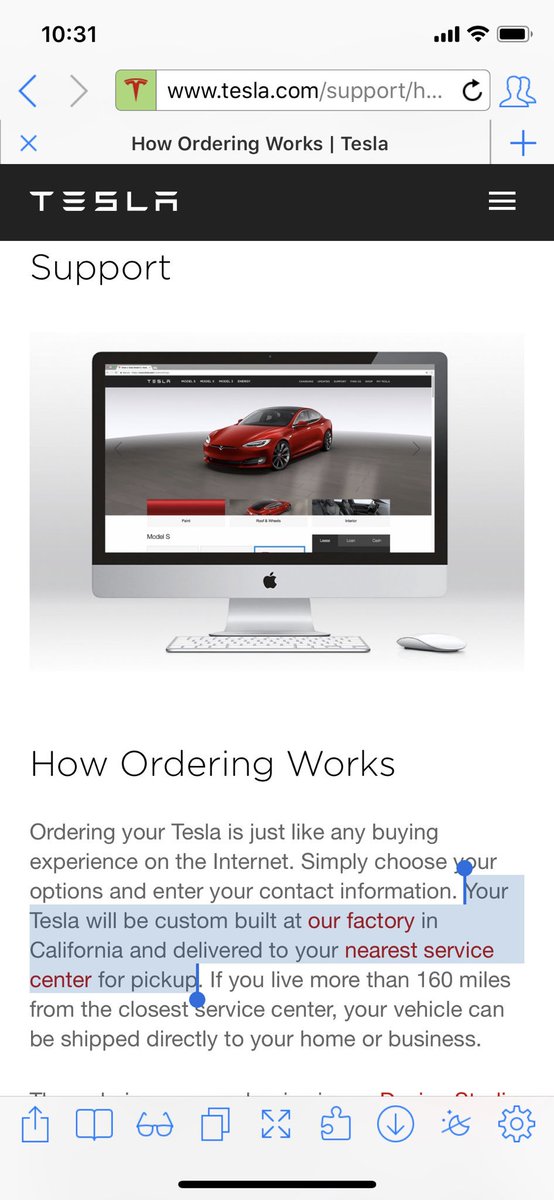 10:31
www.tesla.com/support/h...
How Ordering Works | Tesla
TESLA
Support
TESLA MODEL S MODEL X MODEL 3 ENERGY
Paint
Roof & Wheels
Interior
Model S
Lease Loan Cash
How Ordering Works
Ordering your Tesla is just like any buying
experience on the Internet. Simply choose your
options and enter your contact information. Your
Tesla will be custom built at our factory in
California and delivered to your nearest service
center for pickup. If you live more than 160 miles
from the closest service center, your vehicle can
be shipped directly to your home or business.